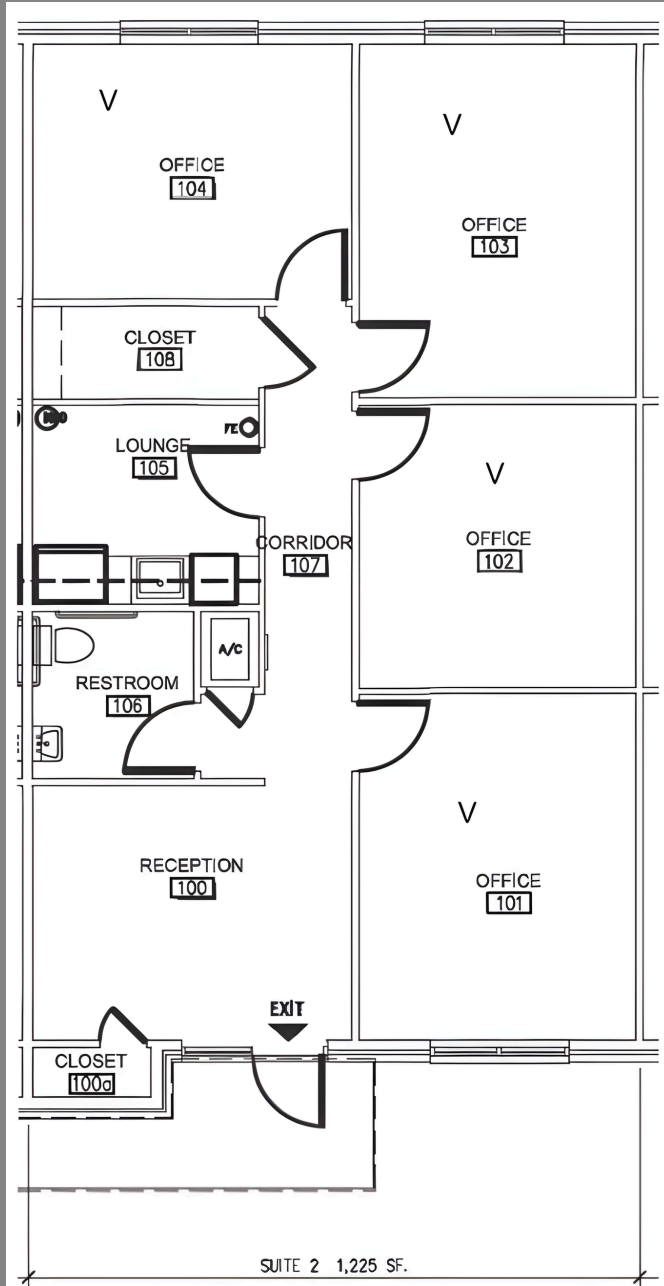 V
V
OFFICE
104
OFFICE
103
CLOSET
108
FE
LOUNGE
105
V
OFFICE
102
CORRIDOR
107
A/C
RESTROOM
106
V
RECEPTION
100
OFFICE
101
EXIT
CLOSET
100a
SUITE 2 1,225 SF.